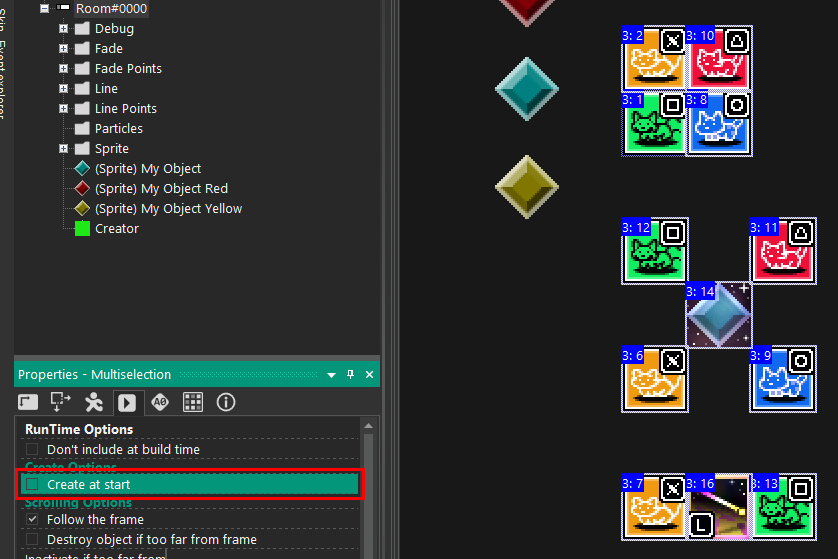 Room#0000
Debug
Fade
Fade Points
Line
Line Points
Particles
Sprite
(Sprite) My Object
(Sprite) My Object Red
(Sprite) My Object Yellow
Creator
Properties - Multiselection
RunTime Options
Don't include at build time
Create Options
Create at start
Scrolling Options
Follow the frame
Destroy object if too far from frame
Inactivate if too far from
3: 2
3: 10
3: 1
3: 8
3: 12
3: 11
3: 14
3: 6
3: 9
3: 7
3: 16
3: 13
L